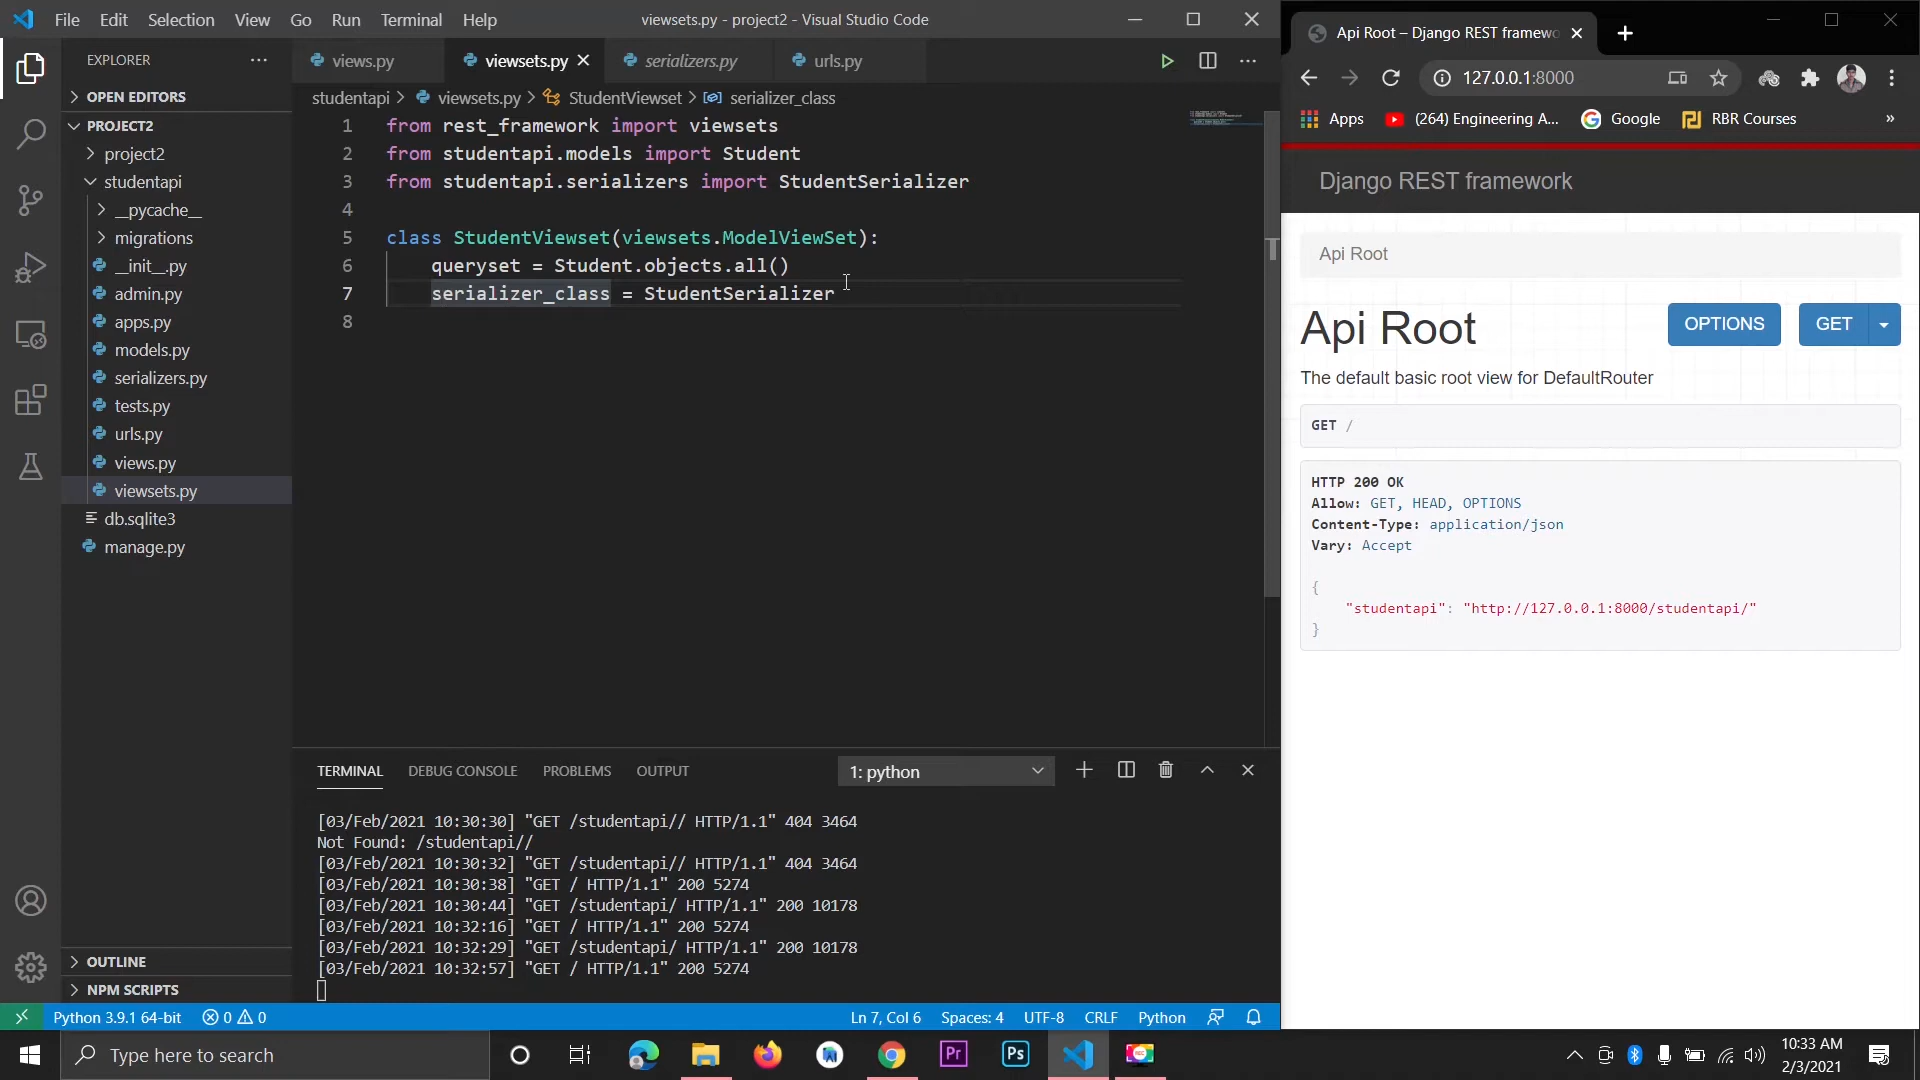 File Edit Selection View Go Run Terminal Help
viewsets.py - project2 - Visual Studio Code
EXPLORER
OPEN EDITORS
PROJECT2
project2
studentapi
__pycache__
migrations
__init__.py
admin.py
apps.py
models.py
serializers.py
tests.py
urls.py
views.py
viewsets.py
db.sqlite3
manage.py
OUTLINE
NPM SCRIPTS
views.py viewsets.py serializers.py urls.py
studentapi > viewsets.py > StudentViewset > serializer_class
1 from rest_framework import viewsets
2 from studentapi.models import Student
3 from studentapi.serializers import StudentSerializer
4
5 class StudentViewset(viewsets.ModelViewSet):
6 queryset = Student.objects.all()
7 serializer_class = StudentSerializer
8
TERMINAL DEBUG CONSOLE PROBLEMS OUTPUT 1: python
[03/Feb/2021 10:30:30] "GET /studentapi// HTTP/1.1" 404 3464
Not Found: /studentapi//
[03/Feb/2021 10:30:32] "GET /studentapi// HTTP/1.1" 404 3464
[03/Feb/2021 10:30:38] "GET / HTTP/1.1" 200 5274
[03/Feb/2021 10:30:44] "GET /studentapi/ HTTP/1.1" 200 10178
[03/Feb/2021 10:32:16] "GET / HTTP/1.1" 200 5274
[03/Feb/2021 10:32:29] "GET /studentapi/ HTTP/1.1" 200 10178
[03/Feb/2021 10:32:57] "GET / HTTP/1.1" 200 5274
Python 3.9.1 64-bit 0 0 Ln 7, Col 6 Spaces: 4 UTF-8 CRLF Python
Api Root – Django REST framewo
127.0.0.1:8000
Apps (264) Engineering A... Google RBR Courses »
Django REST framework
Api Root
Api Root OPTIONS GET
The default basic root view for DefaultRouter
GET /
HTTP 200 OK
Allow: GET, HEAD, OPTIONS
Content-Type: application/json
Vary: Accept
{
"studentapi": "http://127.0.0.1:8000/studentapi/"
}
Type here to search
Pr
Ps
10:33 AM
2/3/2021